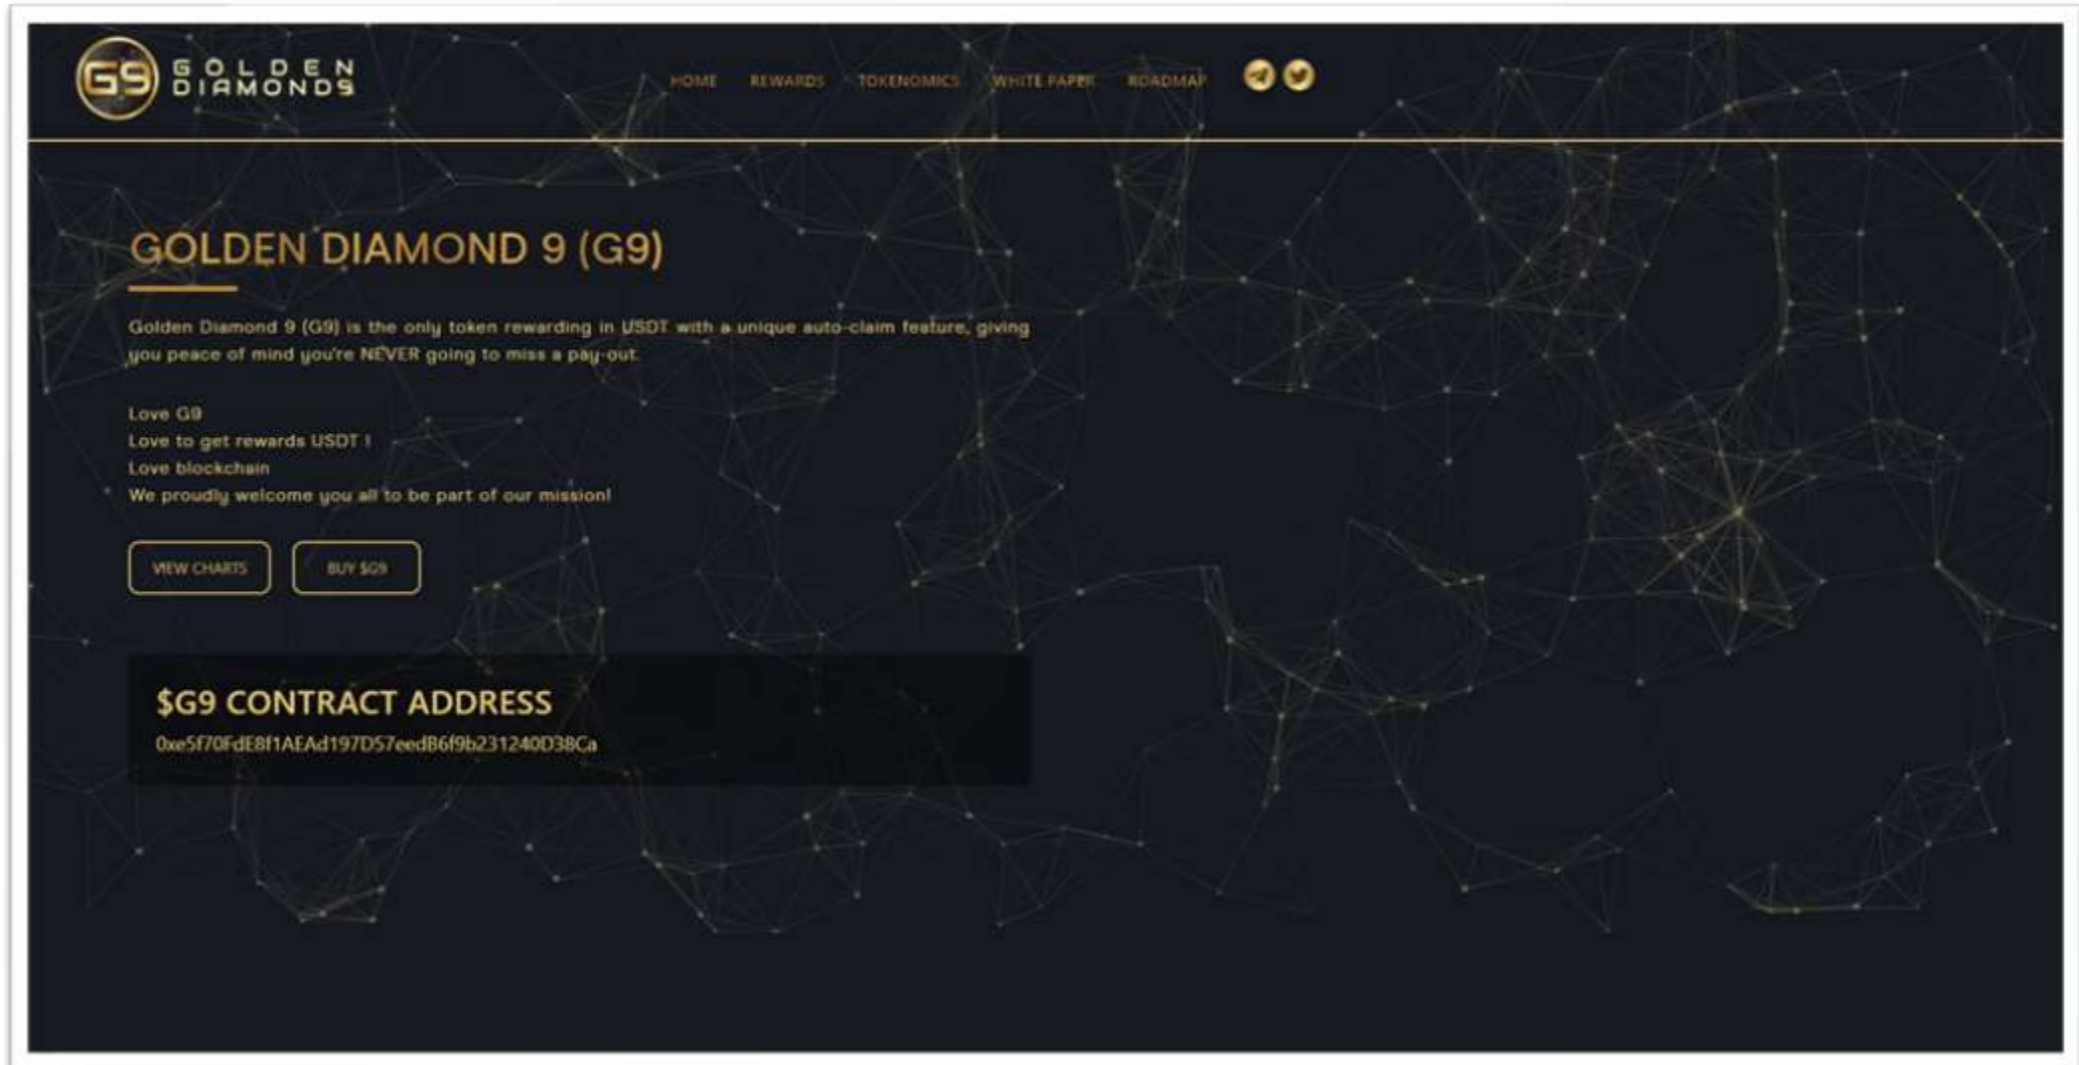 G9 GOLDEN
DIAMONDS
HOME REWARDS TOKENOMICS WHITE PAPER ROADMAP
GOLDEN DIAMOND 9 (G9)
Golden Diamond 9 (G9) is the only token rewarding in USDT with a unique auto-claim feature, giving
you peace of mind you're NEVER going to miss a pay-out.
Love G9
Love to get rewards USDT !
Love blockchain
We proudly welcome you all to be part of our mission!
VIEW CHARTS BUY $G9
$G9 CONTRACT ADDRESS
0xe5f70FdE8f1AEAd197D57eedB6f9b231240D38Ca